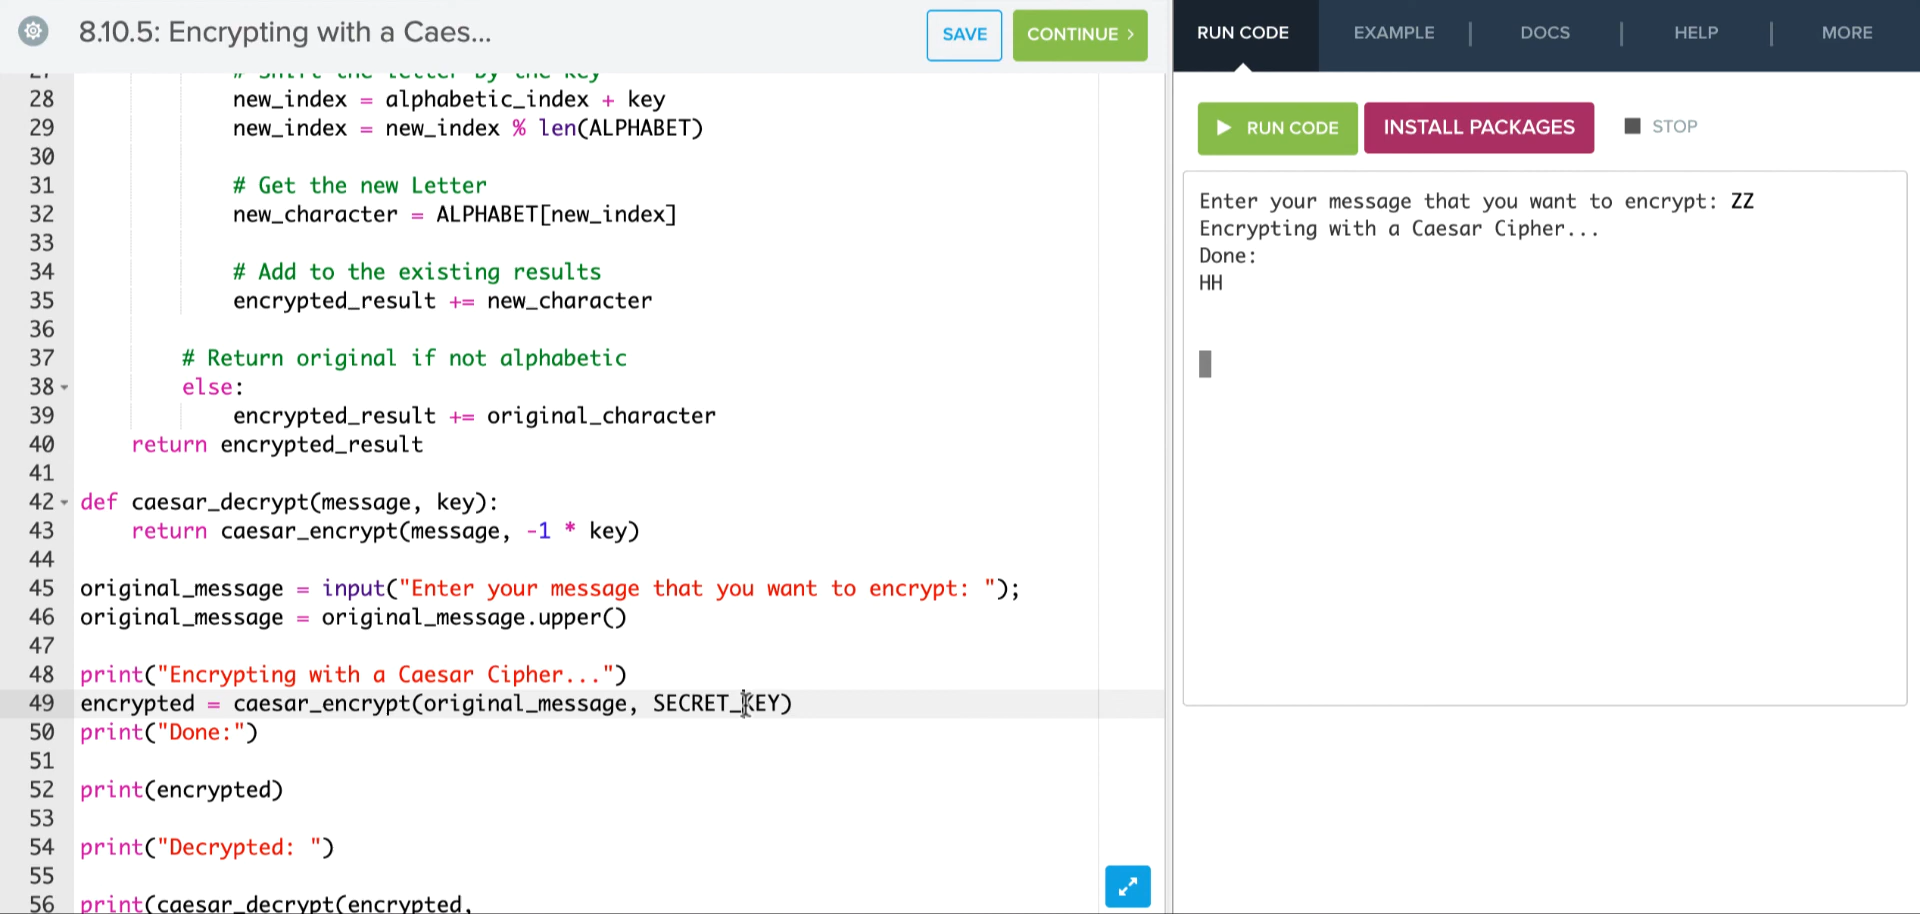 8.10.5: Encrypting with a Caes...
SAVE
CONTINUE >
RUN CODE
EXAMPLE
DOCS
HELP
MORE
27 # Shift the letter by the key
28 new_index = alphabetic_index + key
29 new_index = new_index % len(ALPHABET)
30
31 # Get the new Letter
32 new_character = ALPHABET[new_index]
33
34 # Add to the existing results
35 encrypted_result += new_character
36
37 # Return original if not alphabetic
38 else:
39 encrypted_result += original_character
40 return encrypted_result
41
42 def caesar_decrypt(message, key):
43 return caesar_encrypt(message, -1 * key)
44
45 original_message = input("Enter your message that you want to encrypt: ");
46 original_message = original_message.upper()
47
48 print("Encrypting with a Caesar Cipher...")
49 encrypted = caesar_encrypt(original_message, SECRET_KEY)
50 print("Done:")
51
52 print(encrypted)
53
54 print("Decrypted: ")
55
56 print(caesar_decrypt(encrypted,
RUN CODE
INSTALL PACKAGES
STOP
Enter your message that you want to encrypt: ZZ
Encrypting with a Caesar Cipher...
Done:
HH